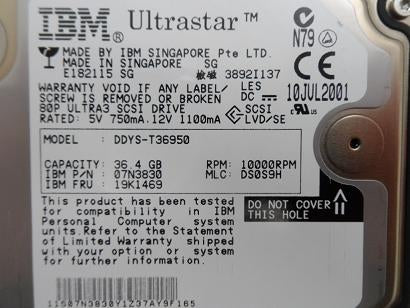 IBM Ultrastar™
N79
MADE BY IBM SINGAPORE Pte LTD.
MADE IN SINGAPORE SG
E182115 SG 3892I137
WARRANTY VOID IF ANY LABEL/
SCREW IS REMOVED OR BROKEN
LES
DC
10JUL2001
80P ULTRA3 SCSI DRIVE
RATED: 5V 750mA.12V 1100mA
SCSI
LVD/SE
MODEL : DDYS-T36950
CAPACITY: 36.4 GB RPM: 10000RPM
IBM P/N: 07N3830 MLC: DS0S9H
IBM FRU : 19K1469
This product has been tested
for compatibility in IBM
Personal Computer system
units.Refer to the Statement
of Limited Warranty shipped
with your option or system
for further information.
DO NOT COVER
THIS HOLE
11S07N3830Y1Z37AY9F165